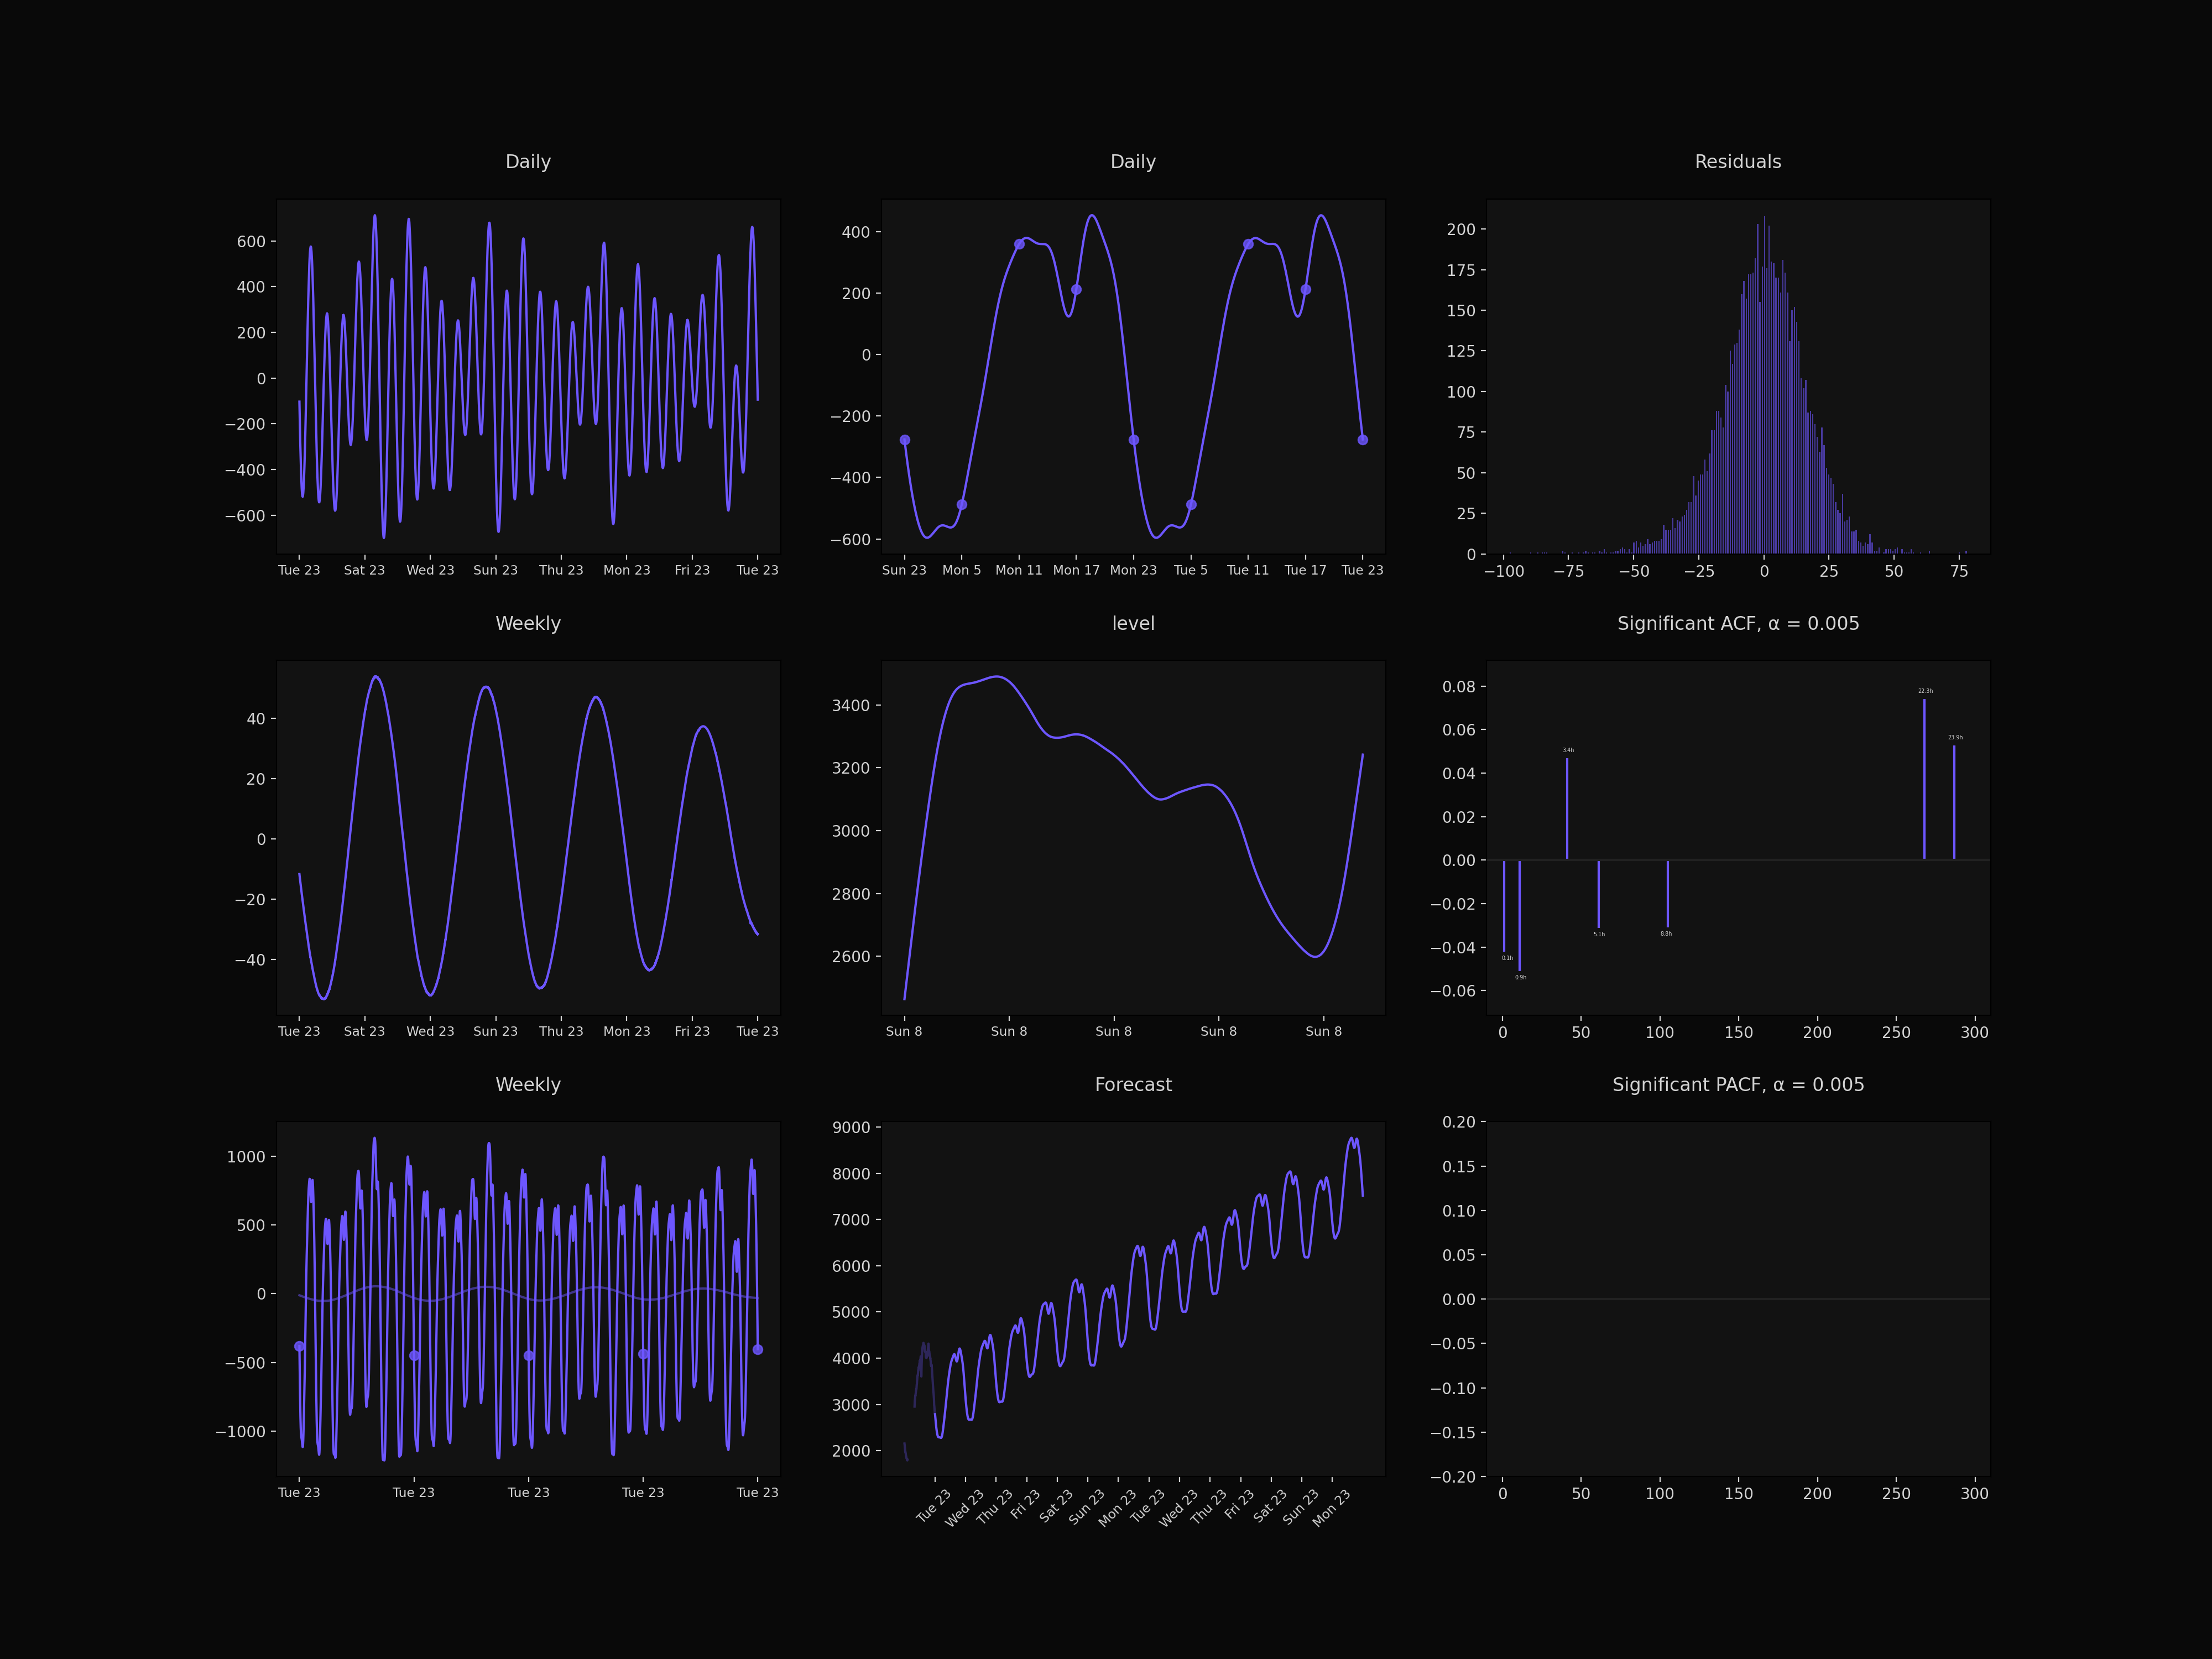 Daily
600
400
200
0
−200
−400
−600
Tue 23 Sat 23 Wed 23 Sun 23 Thu 23 Mon 23 Fri 23 Tue 23
Daily
400
200
0
−200
−400
−600
Sun 23 Mon 5 Mon 11 Mon 17 Mon 23 Tue 5 Tue 11 Tue 17 Tue 23
Residuals
200
175
150
125
100
75
50
25
0
−100 −75 −50 −25 0 25 50 75
Weekly
40
20
0
−20
−40
Tue 23 Sat 23 Wed 23 Sun 23 Thu 23 Mon 23 Fri 23 Tue 23
level
3400
3200
3000
2800
2600
Sun 8 Sun 8 Sun 8 Sun 8 Sun 8
Significant ACF, α = 0.005
0.08
0.06
0.04
0.02
0.00
−0.02
−0.04
−0.06
22.3h
23.9h
3.4h
5.1h
8.8h
0.1h
0.9h
0 50 100 150 200 250 300
Weekly
1000
500
0
−500
−1000
Tue 23 Tue 23 Tue 23 Tue 23 Tue 23
Forecast
9000
8000
7000
6000
5000
4000
3000
2000
Tue 23 Wed 23 Thu 23 Fri 23 Sat 23 Sun 23 Mon 23 Tue 23 Wed 23 Thu 23 Fri 23 Sat 23 Sun 23 Mon 23
Significant PACF, α = 0.005
0.20
0.15
0.10
0.05
0.00
−0.05
−0.10
−0.15
−0.20
0 50 100 150 200 250 300